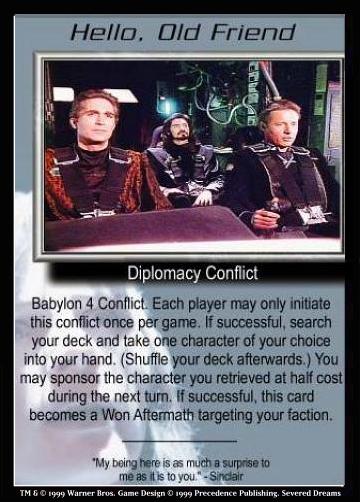 Hello, Old Friend
Diplomacy Conflict
Babylon 4 Conflict. Each player may only initiate
this conflict once per game. If successful, search
your deck and take one character of your choice
into your hand. (Shuffle your deck afterwards.) You
may sponsor the character you retrieved at half cost
during the next turn. If successful, this card
becomes a Won Aftermath targeting your faction.
"My being here is as much a surprise to
me as it is to you." - Sinclair
TM & © 1999 Warner Bros. Game Design © 1999 Precedence Publishing. Severed Dreams